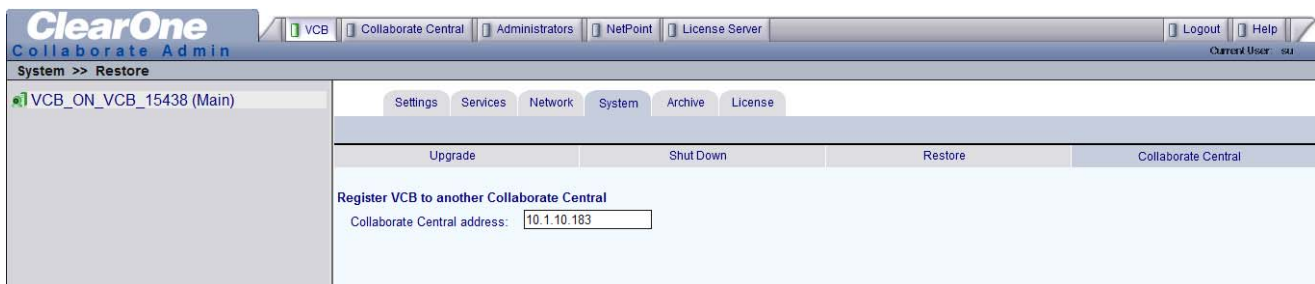 ClearOne
Collaborate Admin
VCB Collaborate Central Administrators NetPoint License Server Logout Help
Current User: su
System >> Restore
VCB_ON_VCB_15438 (Main)
Settings Services Network System Archive License
Upgrade Shut Down Restore Collaborate Central
Register VCB to another Collaborate Central
Collaborate Central address: 10.1.10.183